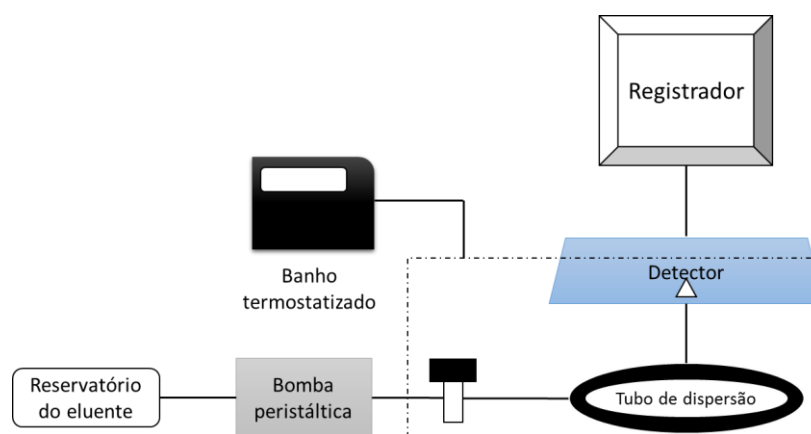 Registrador
Banho
termostatizado
Detector
Reservatório
do eluente
Bomba
peristáltica
Tubo de dispersão